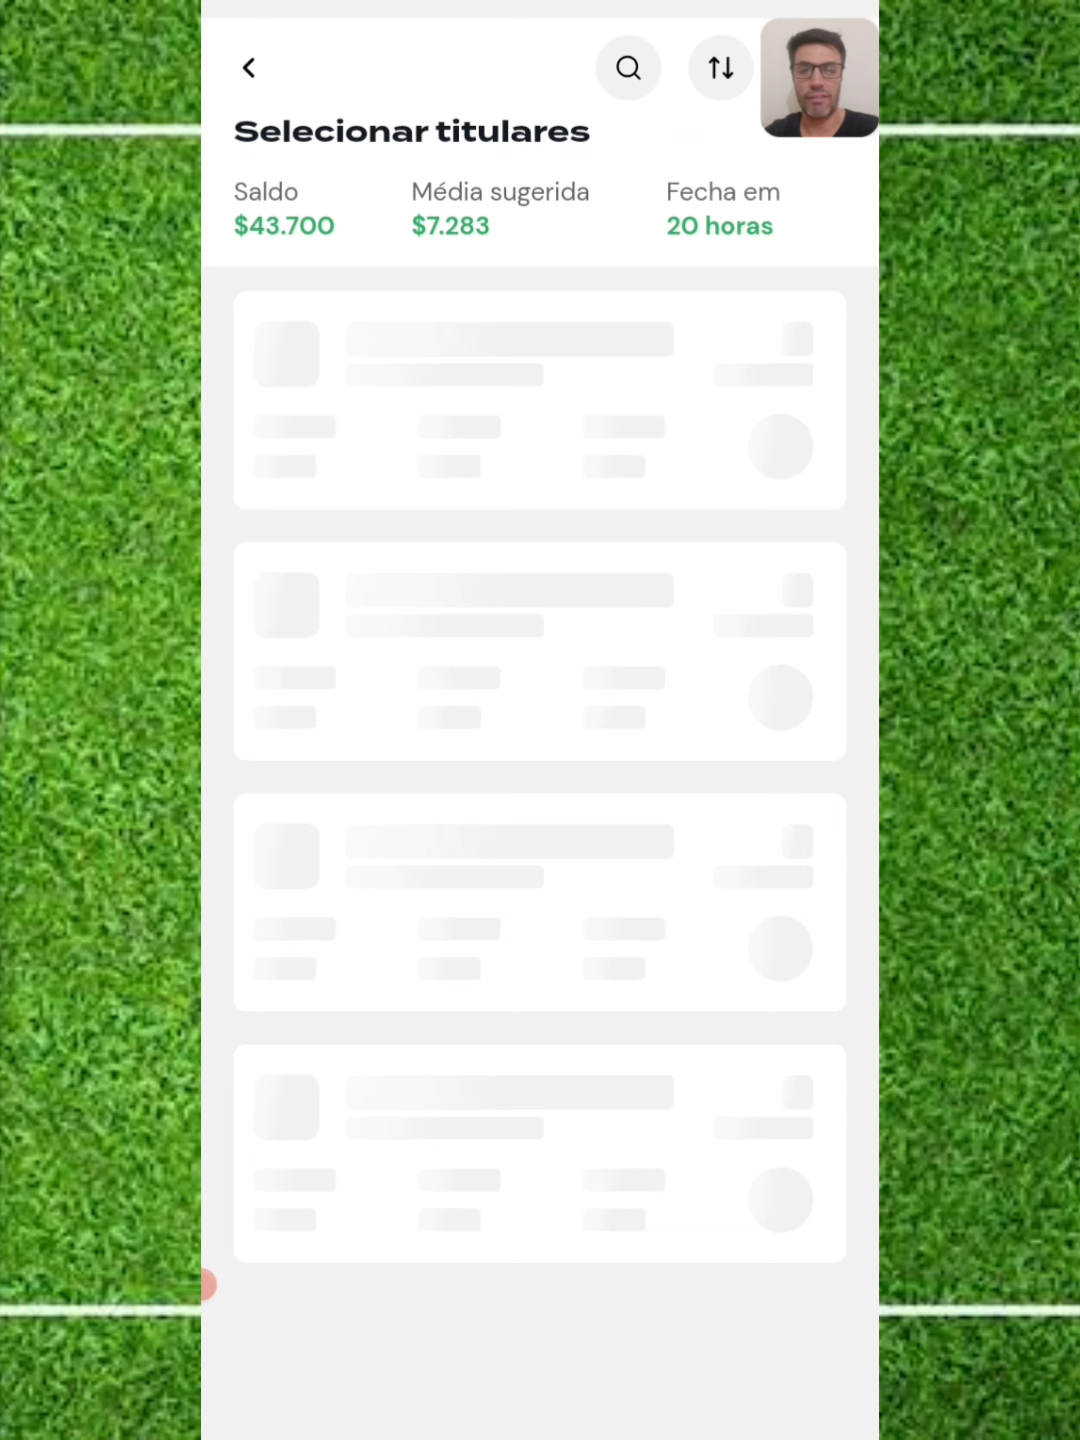 Selecionar titulares
Saldo
Média sugerida
Fecha em
$43.700
$7.283
20 horas